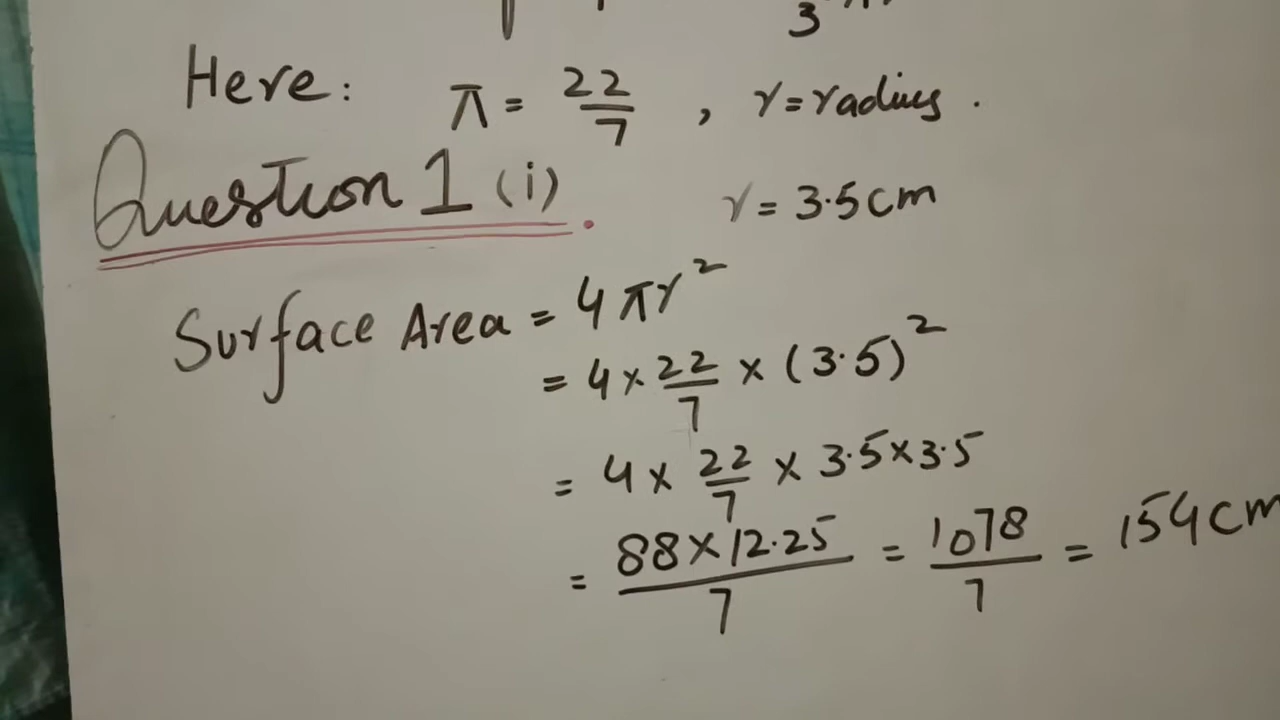 3
Here: π = 22/7 , r = radius .
Question 1 (i) . r = 3.5 cm
Surface Area = 4πr²
= 4 × 22/7 × (3.5)²
= 4 × 22/7 × 3.5 × 3.5
= 88 × 12.25/7 = 1078/7 = 154 cm